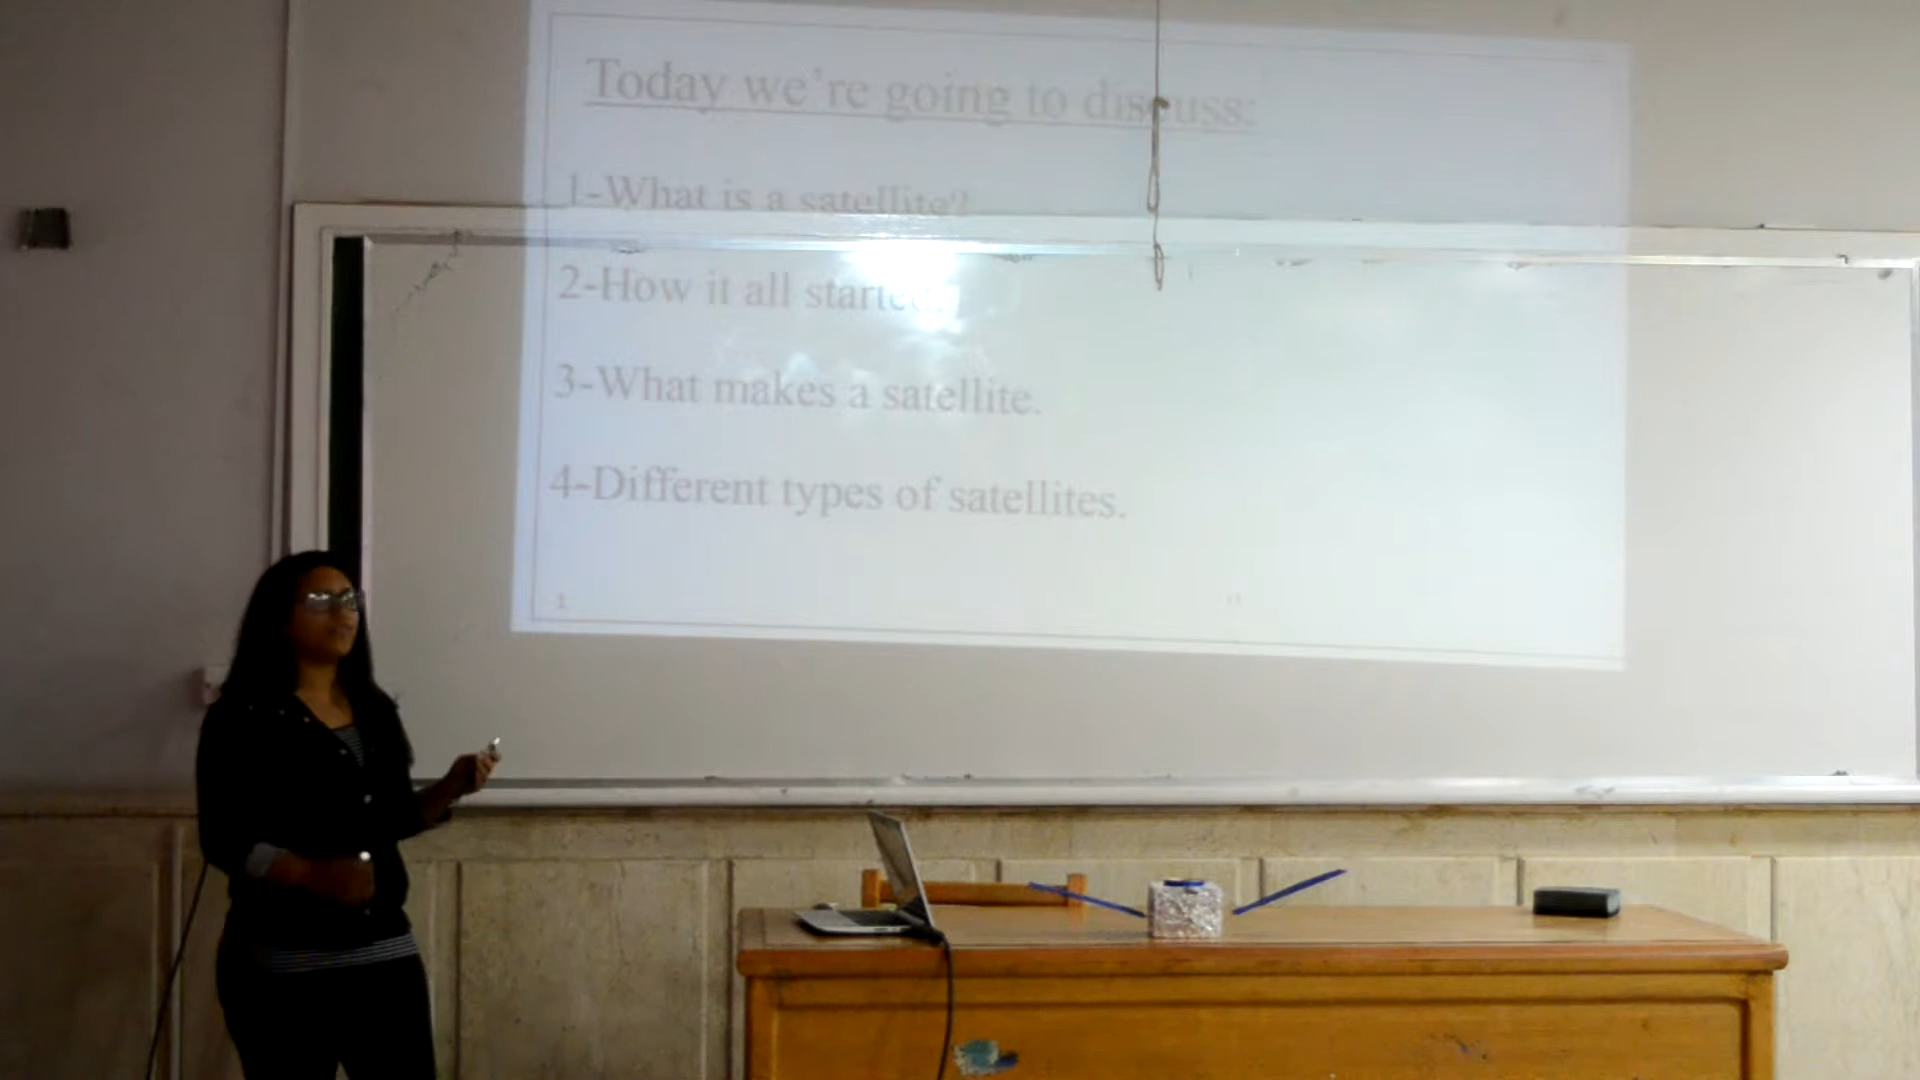 Today we're going to discuss:
1-What is a satellite?
2-How it all started
3-What makes a satellite.
4-Different types of satellites.